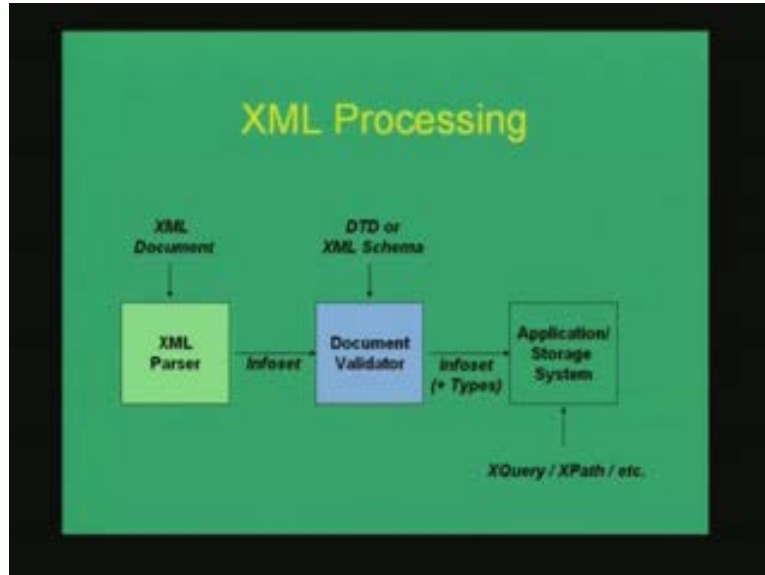 XML Processing
XML
Document
DTD or
XML Schema
XML
Parser
Infoset
Document
Validator
Infoset
(+ Types)
Application/
Storage
System
XQuery / XPath / etc.